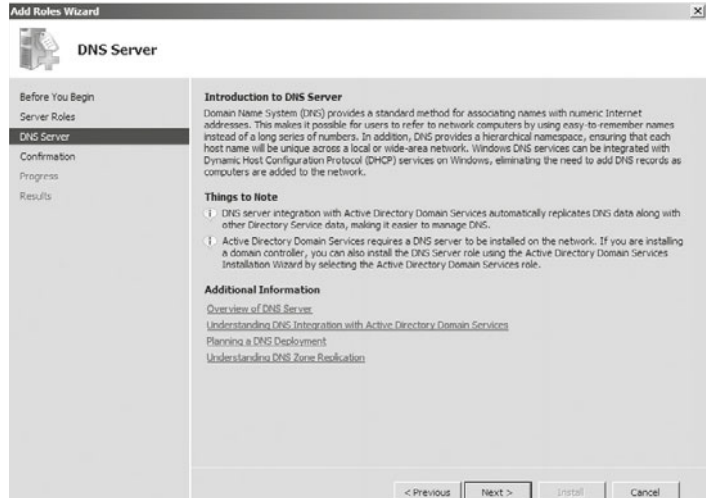 Add Roles Wizard
DNS Server
Before You Begin
Server Roles
DNS Server
Confirmation
Progress
Results
Introduction to DNS Server
Domain Name System (DNS) provides a standard method for associating names with numeric Internet
addresses. This makes it possible for users to refer to network computers by using easy-to-remember names
instead of a long series of numbers. In addition, DNS provides a hierarchical namespace, ensuring that each
host name will be unique across a local or wide-area network. Windows DNS services can be integrated with
Dynamic Host Configuration Protocol (DHCP) services on Windows, eliminating the need to add DNS records as
computers are added to the network.
Things to Note
DNS server integration with Active Directory Domain Services automatically replicates DNS data along with
other Directory Service data, making it easier to manage DNS.
Active Directory Domain Services requires a DNS server to be installed on the network. If you are installing
a domain controller, you can also install the DNS Server role using the Active Directory Domain Services
Installation Wizard by selecting the Active Directory Domain Services role.
Additional Information
Overview of DNS Server
Understanding DNS Integration with Active Directory Domain Services
Planning a DNS Deployment
Understanding DNS Zone Replication
< Previous Next > Install Cancel